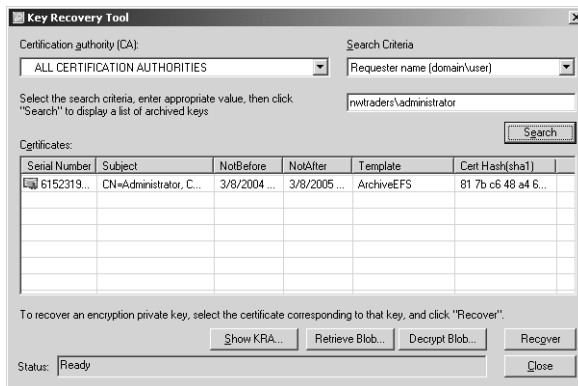 Key Recovery Tool
Certification authority (CA):
Search Criteria
ALL CERTIFICATION AUTHORITIES
Requester name (domain\user)
Select the search criteria, enter appropriate value, then click
"Search" to display a list of archived keys
nwtraders\administrator
Search
Certificates:
Serial Number Subject NotBefore NotAfter Template Cert Hash(sha1)
6152319... CN=Administrator, C... 3/8/2004 ... 3/8/2005 ... ArchiveEFS 81 7b c6 48 a4 6...
To recover an encryption private key, select the certificate corresponding to that key, and click "Recover".
Show KRA... Retrieve Blob... Decrypt Blob... Recover
Status: Ready
Close